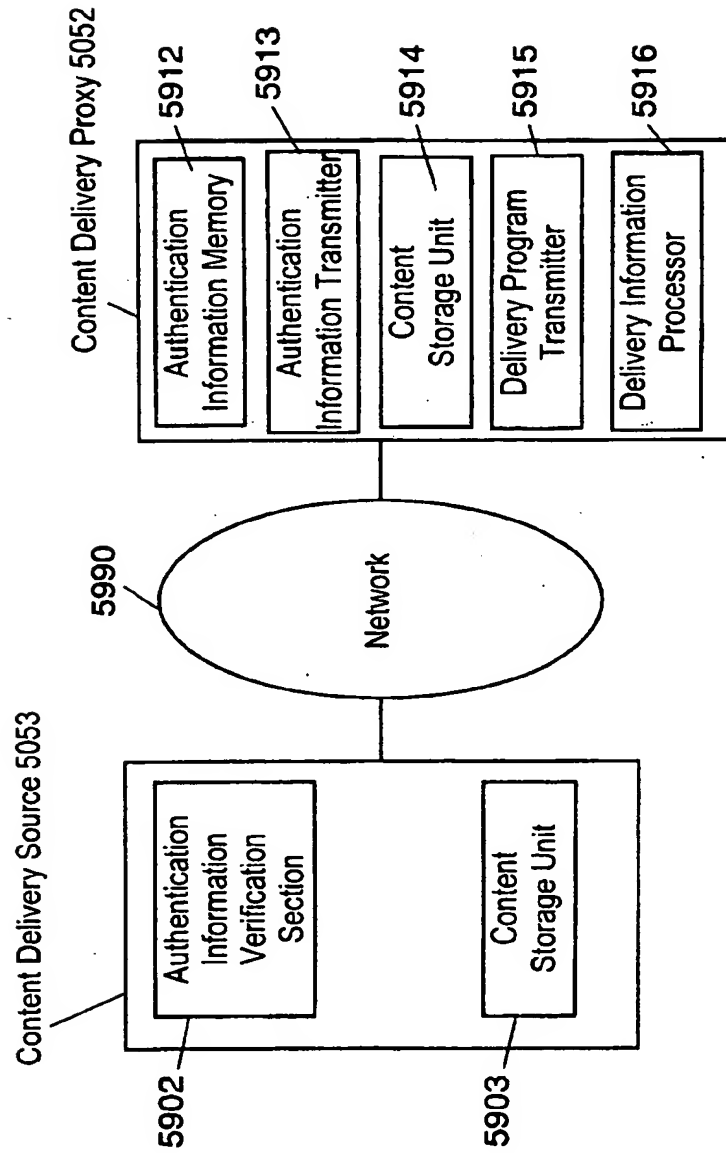 Content Delivery Source 5053
Authentication
Information
Verification
Section
5902
Content
Storage Unit
5903
5990
Network
Content Delivery Proxy 5052
Authentication
Information Memory
5912
Authentication
Information Transmitter
5913
Content
Storage Unit
5914
Delivery Program
Transmitter
5915
Delivery Information
Processor
5916